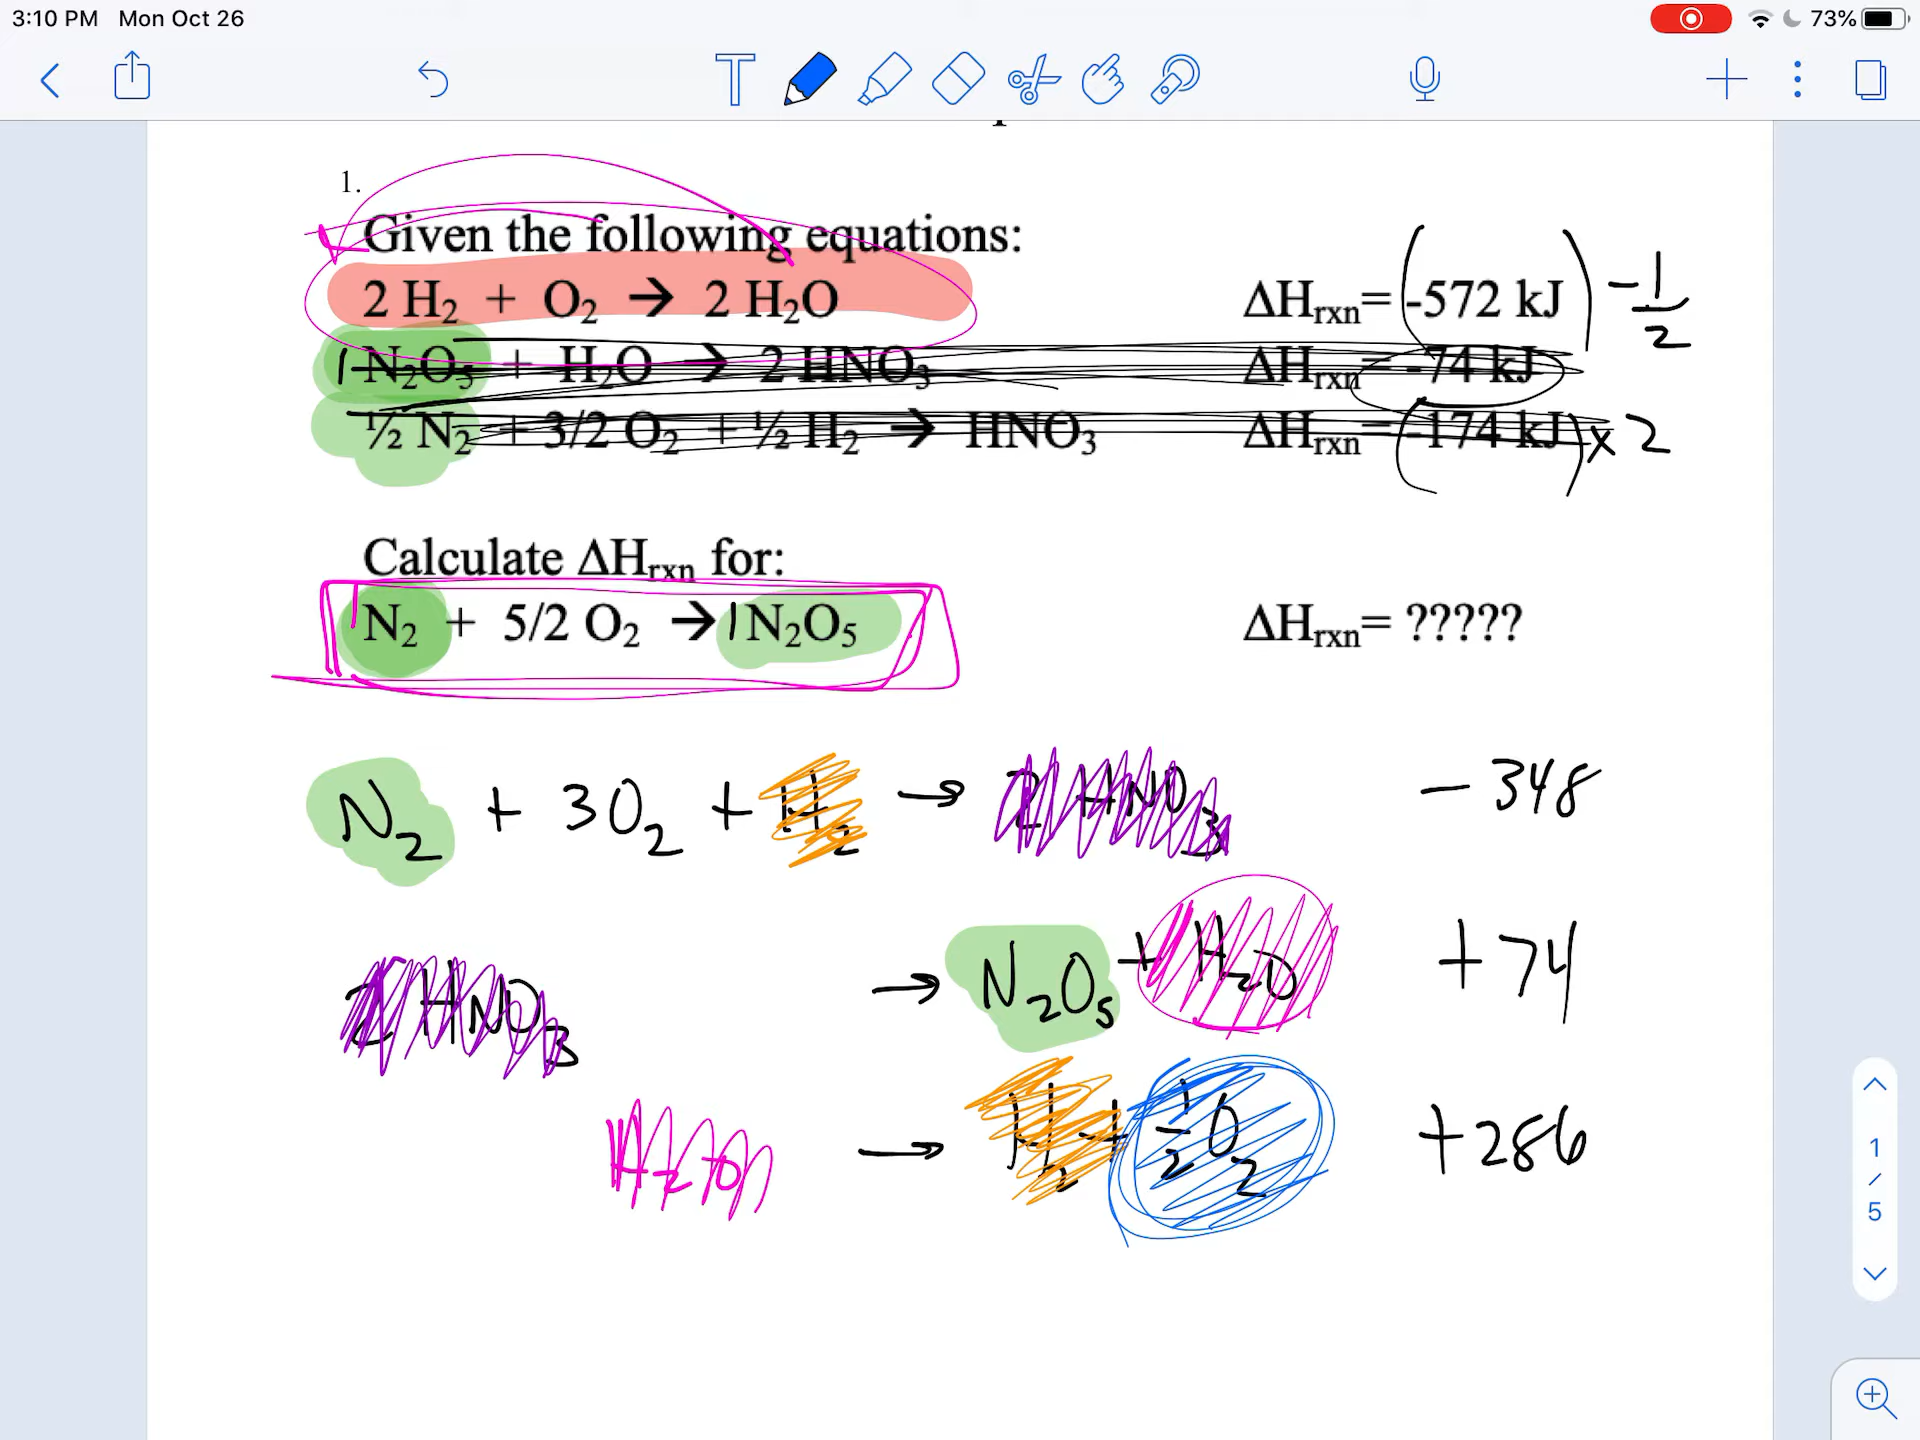 3:10 PM Mon Oct 26 73%
1.
Given the following equations:
2 H₂ + O₂ → 2 H₂O ΔHrxn= (-572 kJ) -1/2
1 N₂O₅ + H₂O → 2 HNO₃ ΔHrxn= -74 kJ
½ N₂ + 3/2 O₂ + ½ H₂ → HNO₃ ΔHrxn= (-174 kJ) x 2
Calculate ΔHrxn for:
N₂ + 5/2 O₂ → 1 N₂O₅ ΔHrxn= ?????
N₂ + 3O₂ + H₂ → 2 HNO₃ - 348
2 HNO₃ → N₂O₅ + H₂O + 74
H₂O → H₂ + 1/2 O₂ + 286
1
/
5